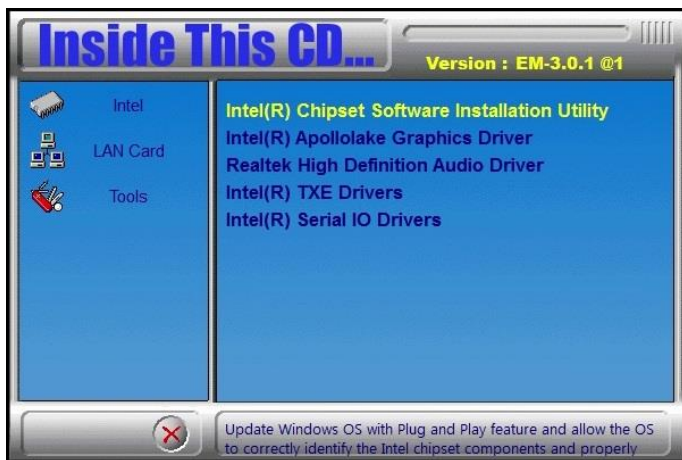 Inside This CD...
Version : EM-3.0.1 @1
Intel
LAN Card
Tools
Intel(R) Chipset Software Installation Utility
Intel(R) Apollolake Graphics Driver
Realtek High Definition Audio Driver
Intel(R) TXE Drivers
Intel(R) Serial IO Drivers
Update Windows OS with Plug and Play feature and allow the OS
to correctly identify the Intel chipset components and properly